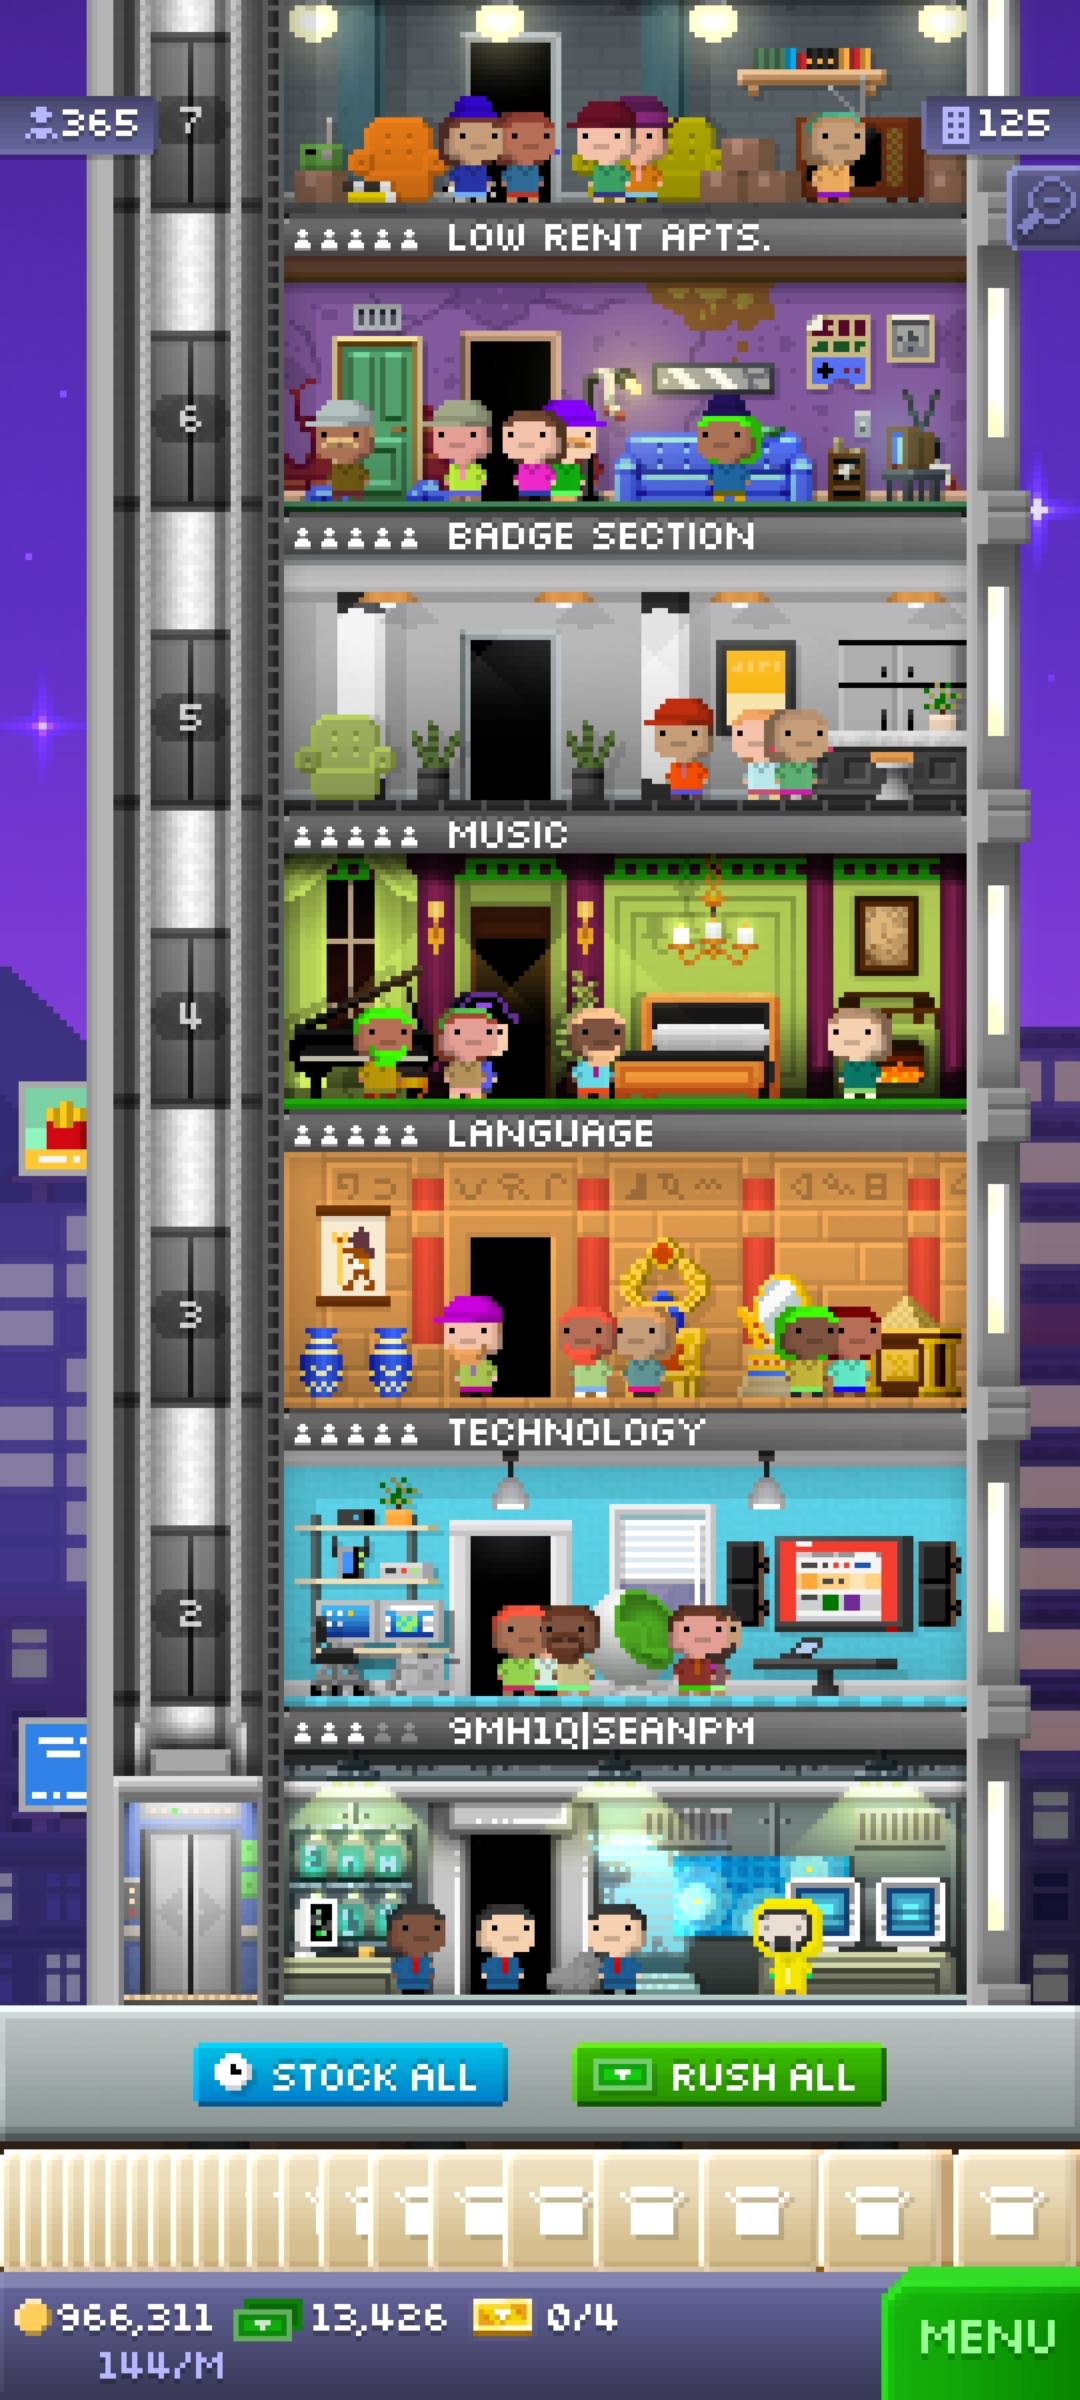 7
365
125
LOW RENT APTS.
6
BADGE SECTION
5
MUSIC
4
LANGUAGE
3
TECHNOLOGY
2
9MH1Q|SEANPM
STOCK ALL
RUSH ALL
966,311
13,426
0/4
144/M
MENU